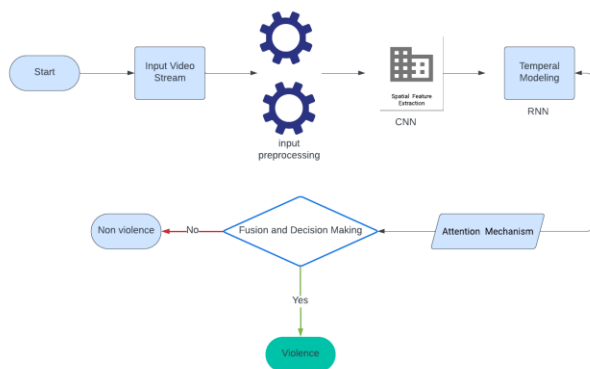 Start
Input Video
Stream
input
preprocessing
Spatial Feature
Extraction
CNN
Temporal
Modeling
RNN
Non violence
No
Fusion and Decision Making
Attention Mechanism
Yes
Violence